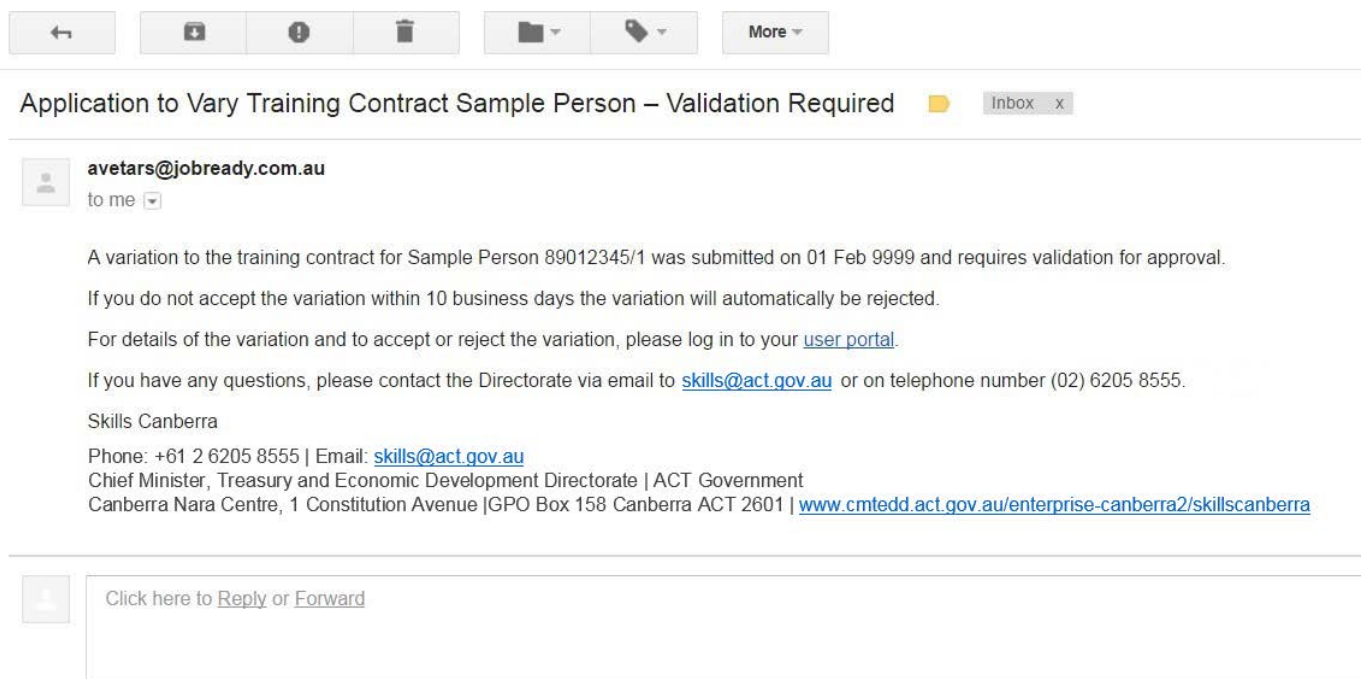 More
Application to Vary Training Contract Sample Person – Validation Required
Inbox x
avetars@jobready.com.au
to me
A variation to the training contract for Sample Person 89012345/1 was submitted on 01 Feb 9999 and requires validation for approval.
If you do not accept the variation within 10 business days the variation will automatically be rejected.
For details of the variation and to accept or reject the variation, please log in to your user portal.
If you have any questions, please contact the Directorate via email to skills@act.gov.au or on telephone number (02) 6205 8555.
Skills Canberra
Phone: +61 2 6205 8555 | Email: skills@act.gov.au
Chief Minister, Treasury and Economic Development Directorate | ACT Government
Canberra Nara Centre, 1 Constitution Avenue |GPO Box 158 Canberra ACT 2601 | www.cmtedd.act.gov.au/enterprise-canberra2/skillscanberra
Click here to Reply or Forward